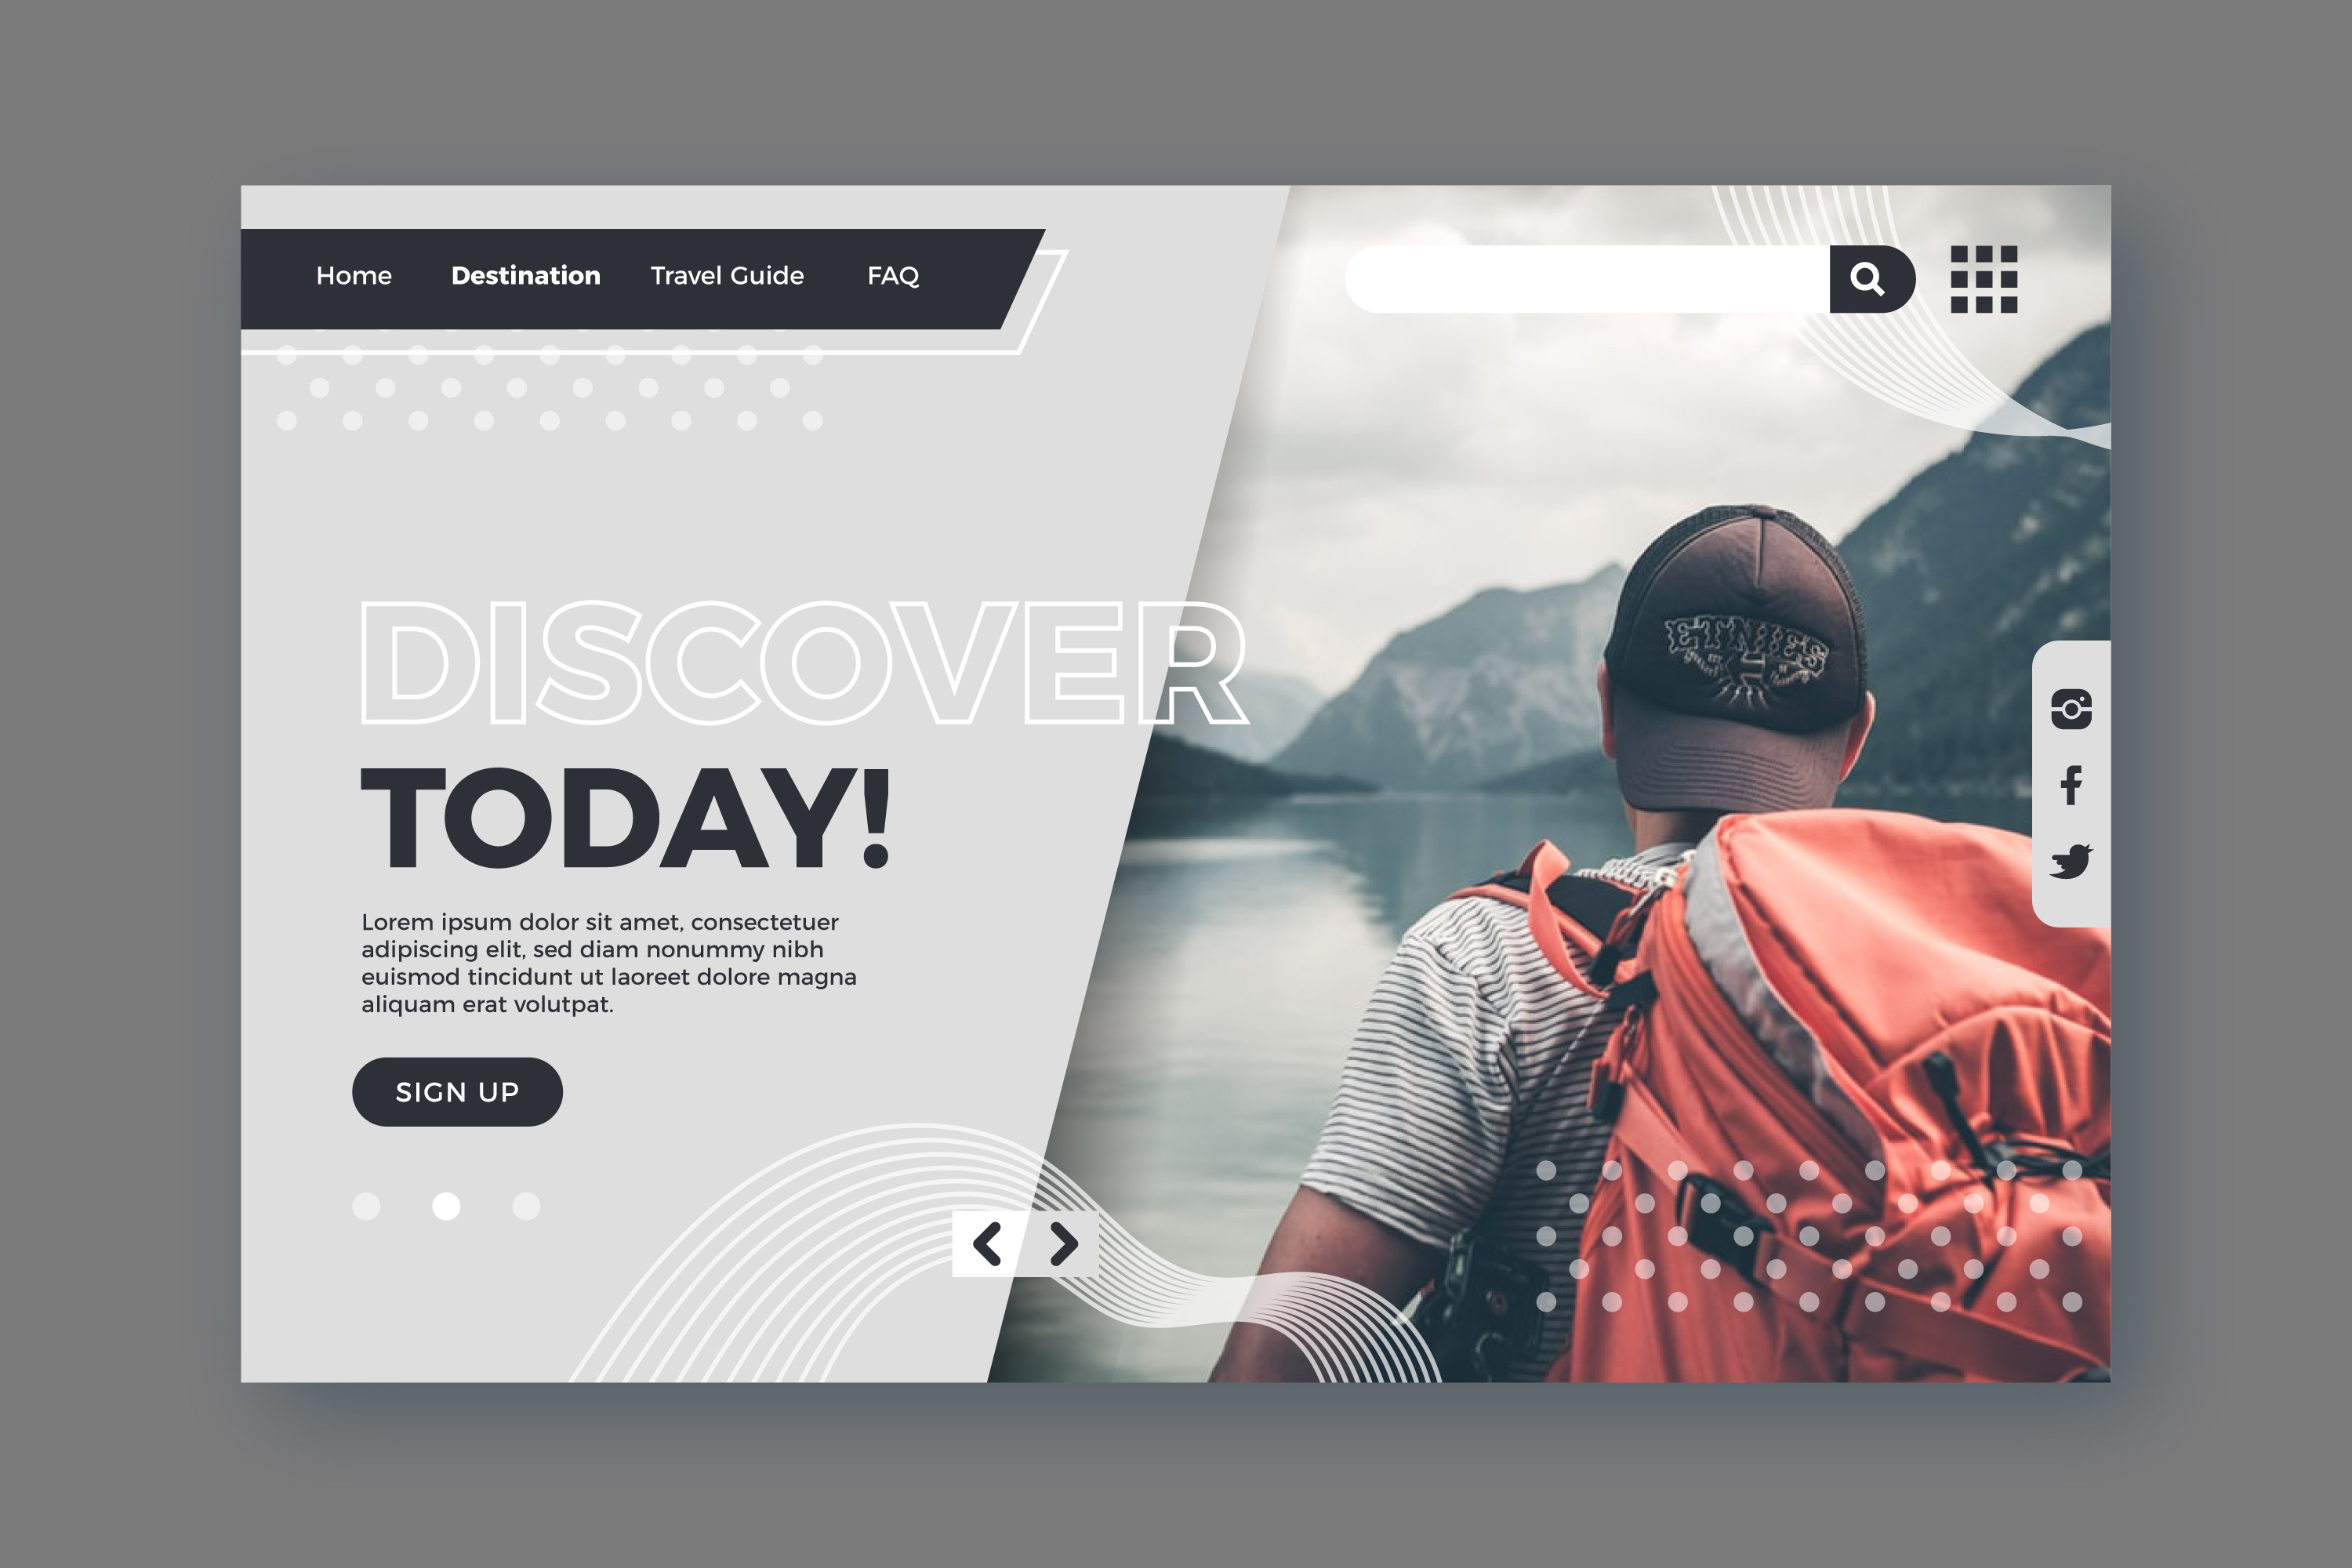 Home Destination Travel Guide FAQ
DISCOVER
TODAY!
Lorem ipsum dolor sit amet, consectetuer
adipiscing elit, sed diam nonummy nibh
euismod tincidunt ut laoreet dolore magna
aliquam erat volutpat.
SIGN UP
ETNIES